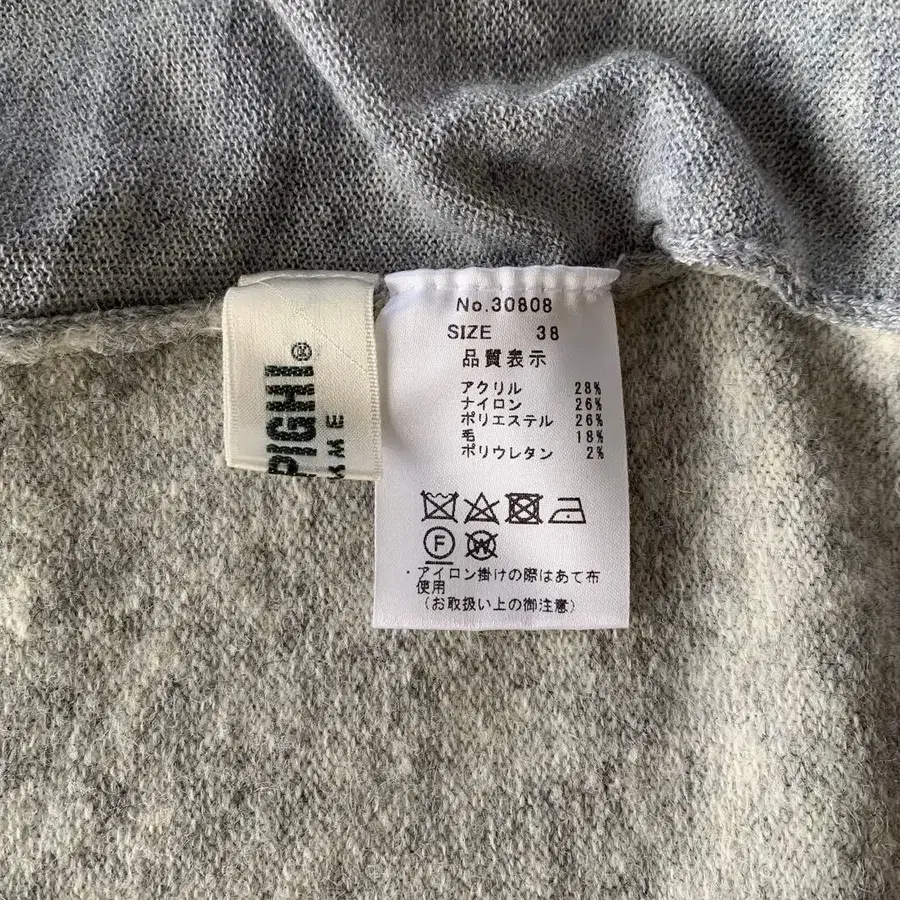 No.30808
SIZE 38
品質表示
アクリル 28%
ナイロン 26%
ポリエステル 26%
毛 18%
ポリウレタン 2%
F
W
・アイロン掛けの際はあて布
使用
(お取扱い上の御注意)
PIGHI®